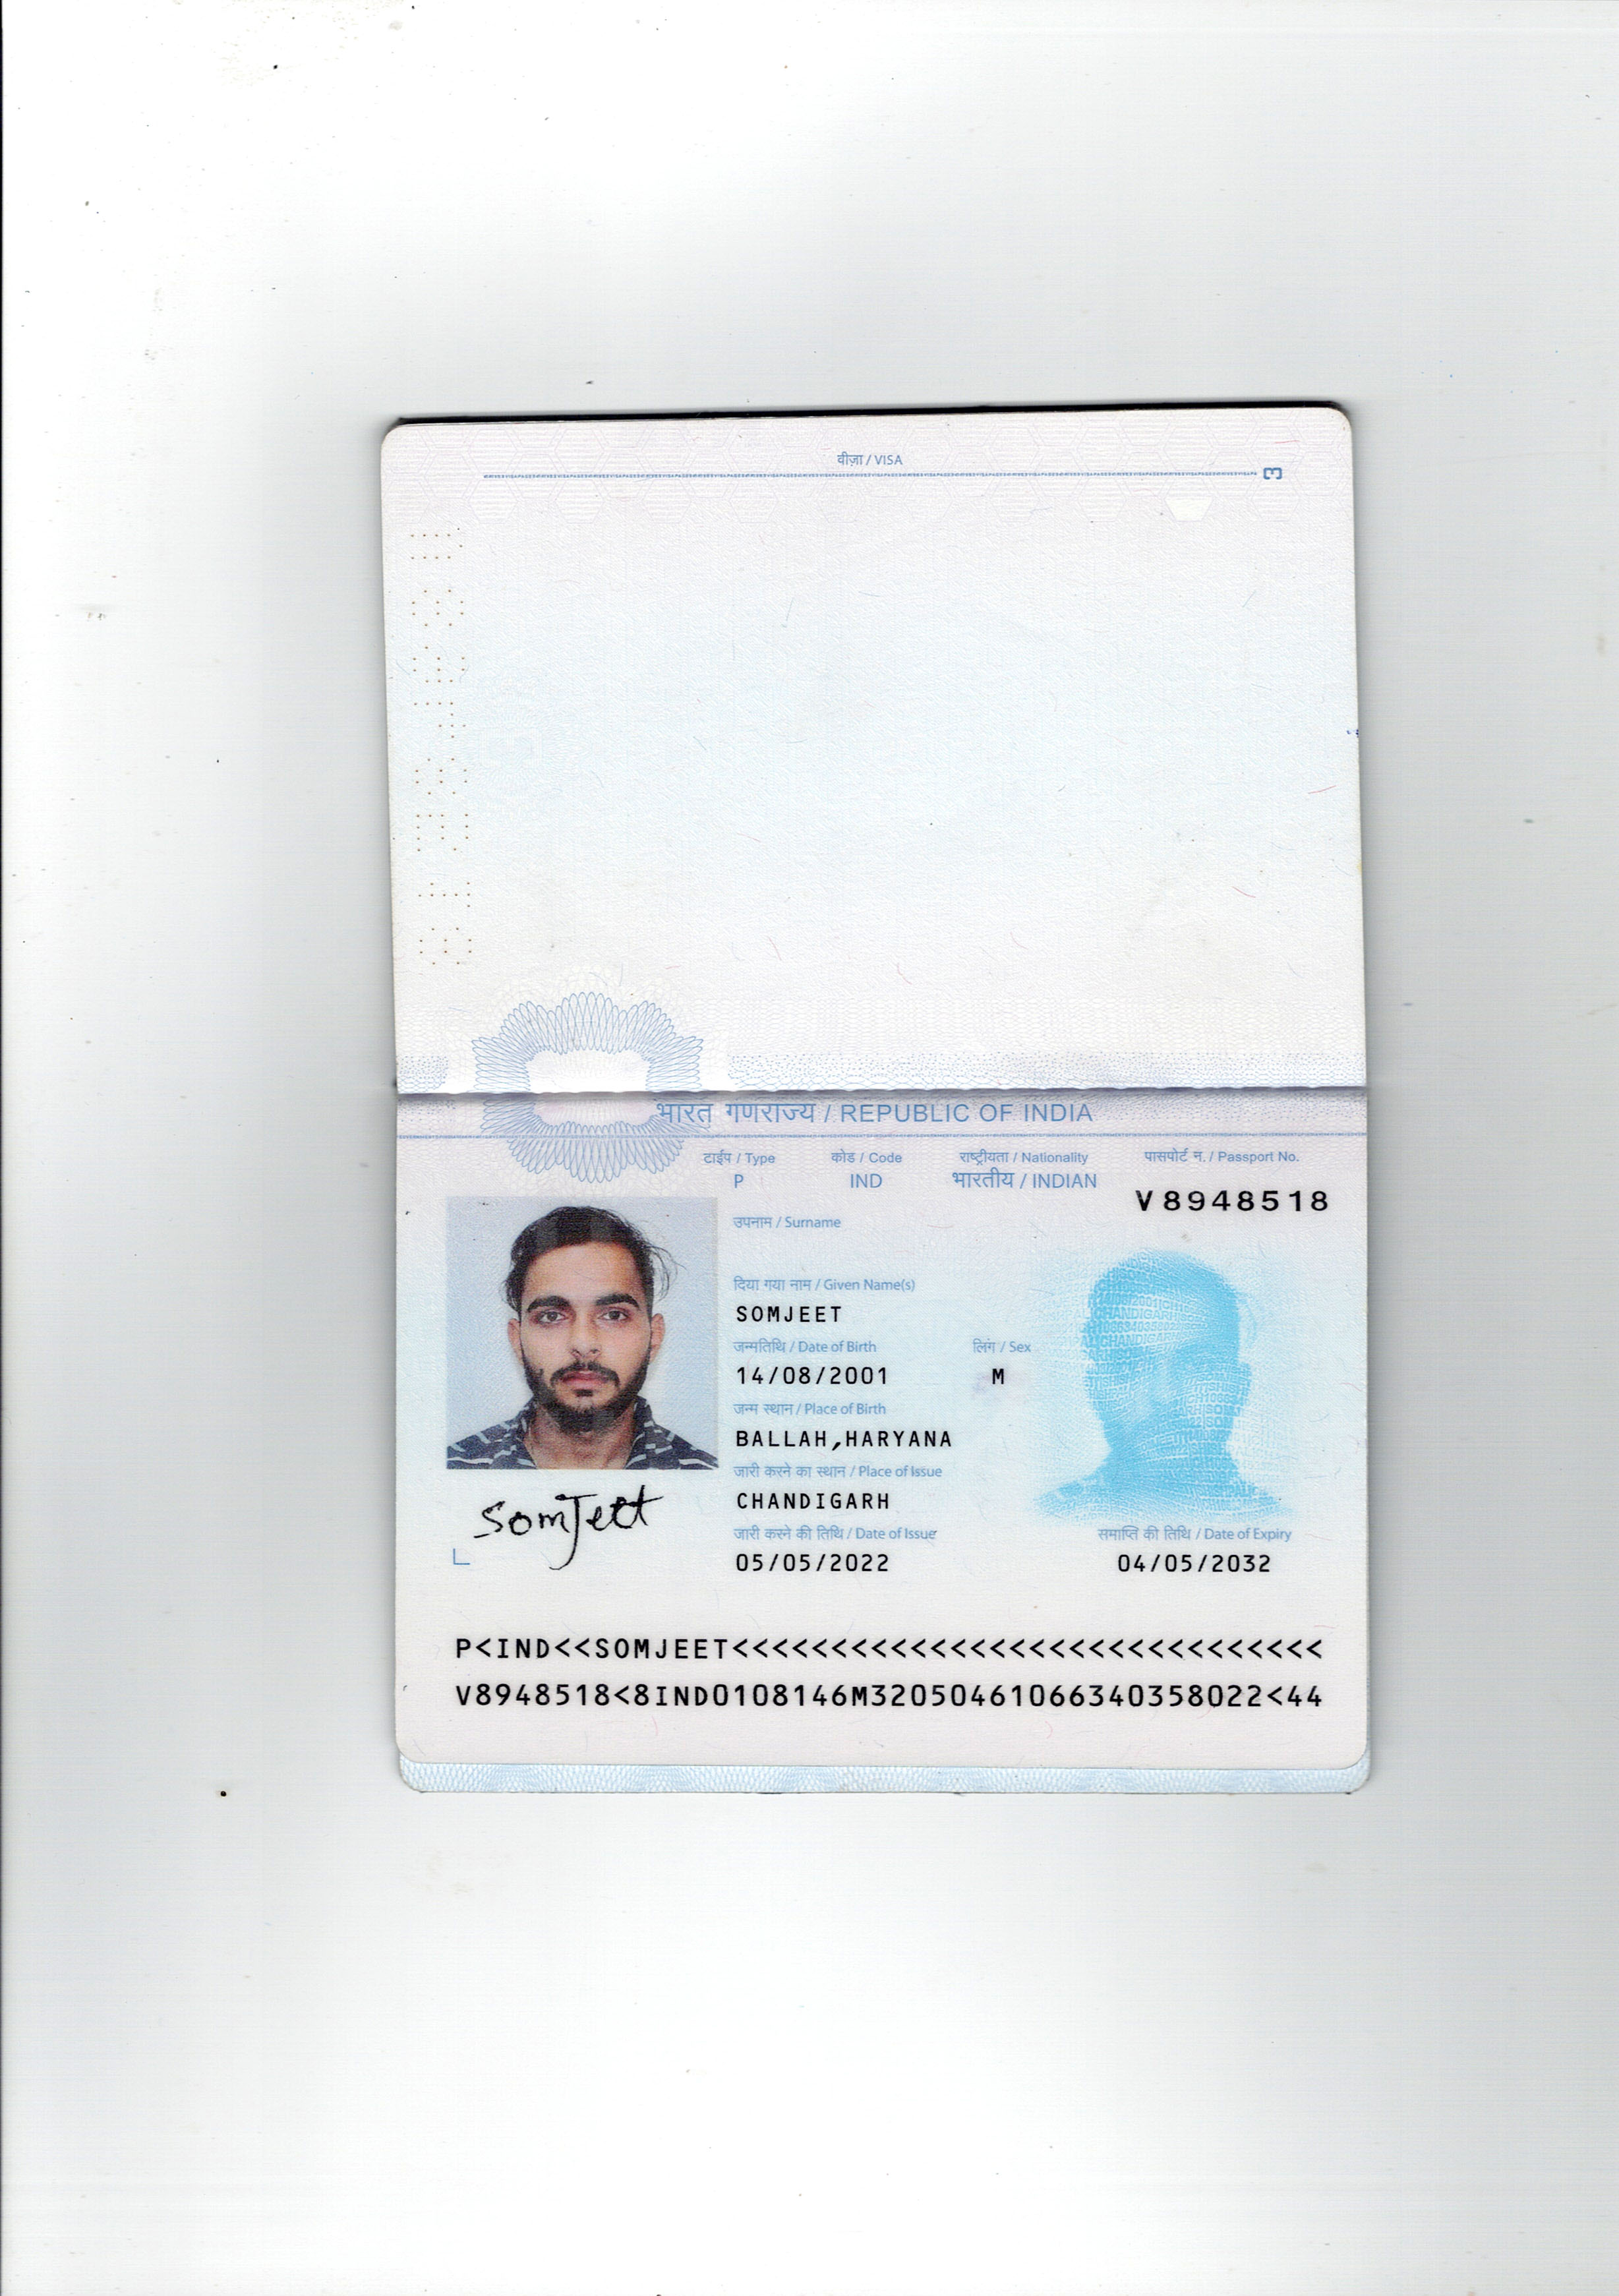 वीज़ा / VISA
3
भारत गणराज्य / REPUBLIC OF INDIA
टाईप / Type कोड / Code राष्ट्रीयता / Nationality पासपोर्ट न. / Passport No.
P IND भारतीय / INDIAN V8948518
उपनाम / Surname
दिया गया नाम / Given Name(s)
SOMJEET
जन्मतिथि / Date of Birth लिंग / Sex
14/08/2001 M
जन्म स्थान / Place of Birth
BALLAH,HARYANA
जारी करने का स्थान / Place of Issue
CHANDIGARH
SomJeet
जारी करने की तिथि / Date of Issue समाप्ति की तिथि / Date of Expiry
05/05/2022 04/05/2032
P<IND<<SOMJEET<<<<<<<<<<<<<<<<<<<<<<<<<<<<<<
V8948518<8IND0108146M32050461066340358022<44